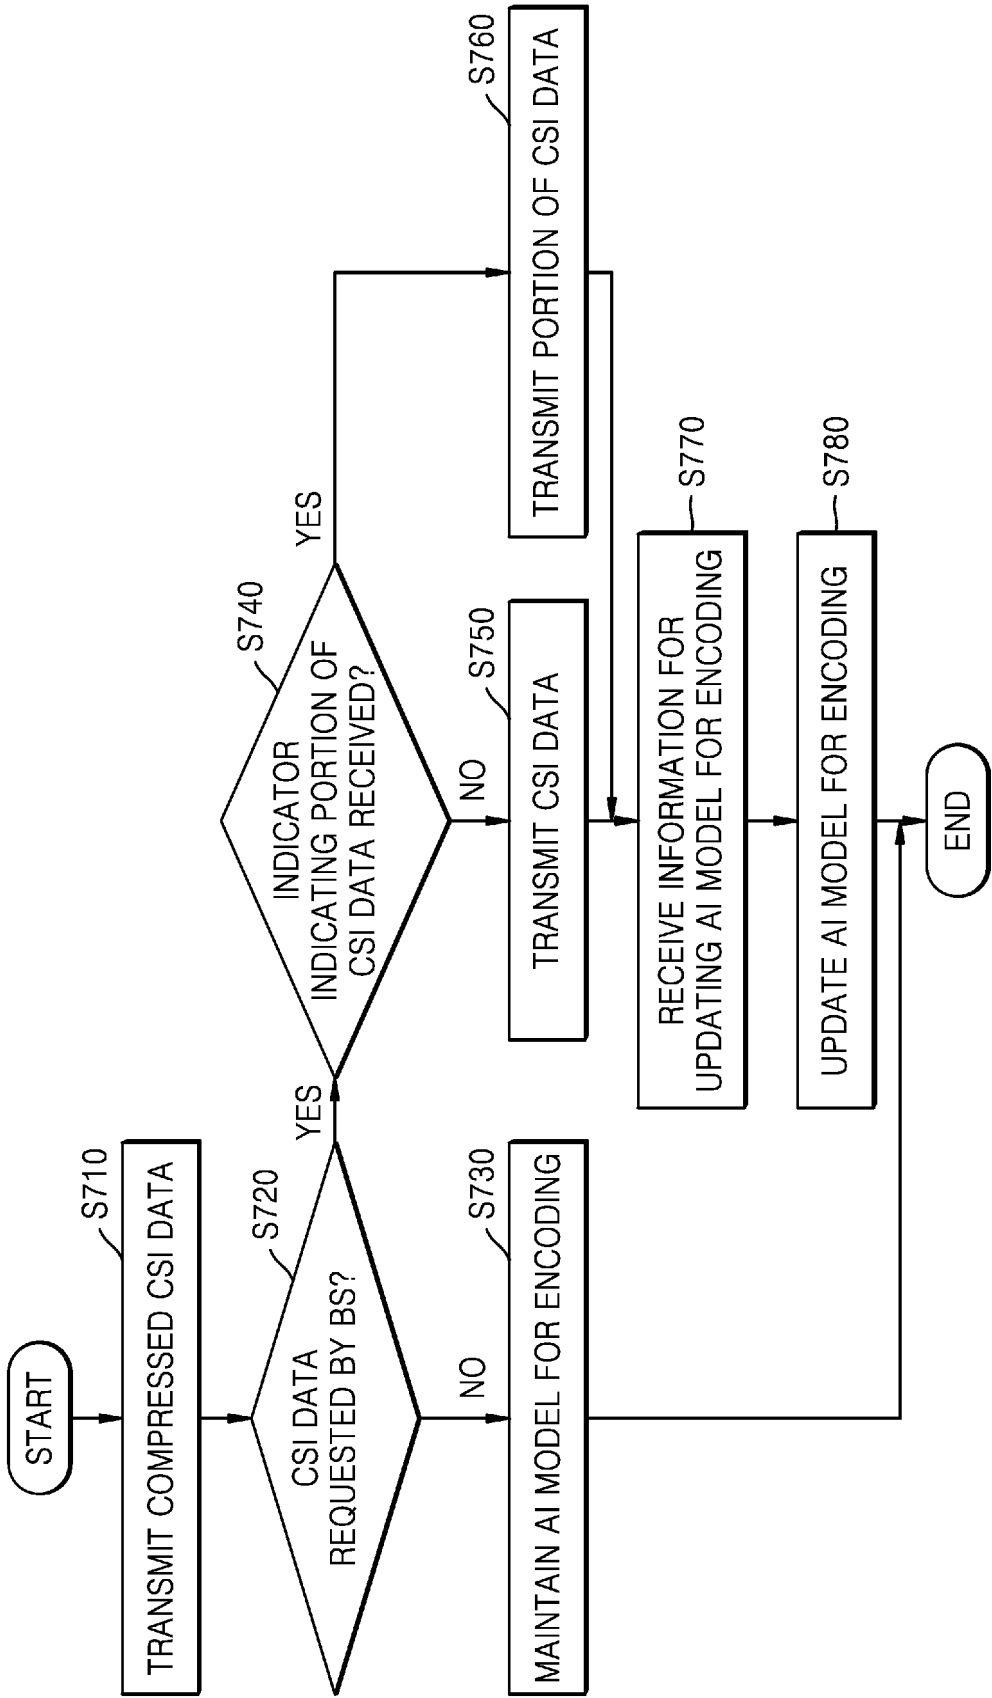 START
S710
TRANSMIT COMPRESSED CSI DATA
S720
CSI DATA
REQUESTED BY BS?
YES
NO
S730
MAINTAIN AI MODEL FOR ENCODING
S740
INDICATOR
INDICATING PORTION OF
CSI DATA RECEIVED?
YES
NO
S750
TRANSMIT CSI DATA
S760
TRANSMIT PORTION OF CSI DATA
S770
RECEIVE INFORMATION FOR
UPDATING AI MODEL FOR ENCODING
S780
UPDATE AI MODEL FOR ENCODING
END